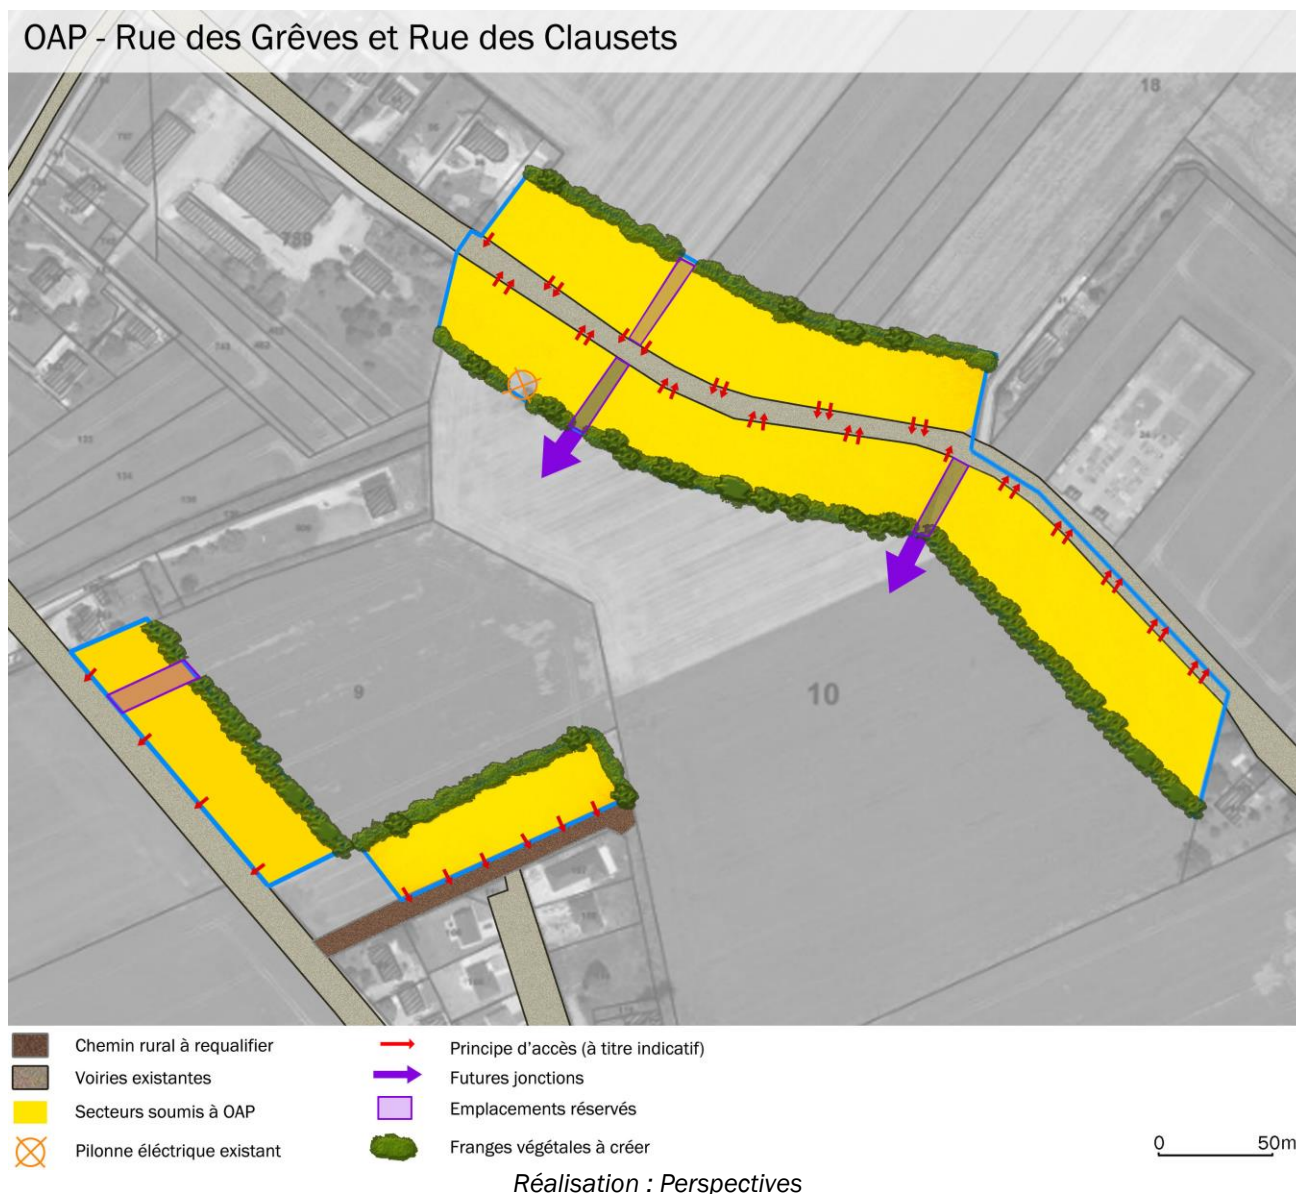 OAP - Rue des Grêves et Rue des Clausets
18
789
9
10
Chemin rural à requalifier
Voiries existantes
Secteurs soumis à OAP
Pilonne éléctrique existant
Principe d'accès (à titre indicatif)
Futures jonctions
Emplacements réservés
Franges végétales à créer
0 50m
Réalisation : Perspectives